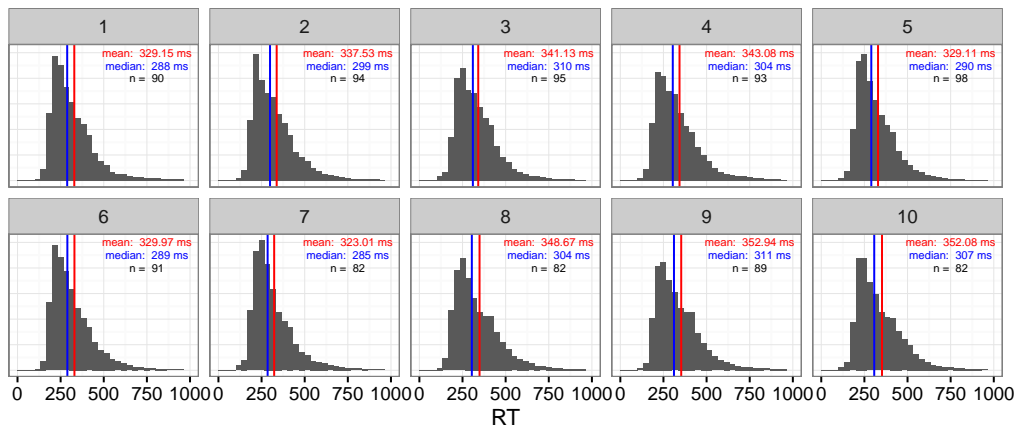 1 2 3 4 5
mean: 329.15 ms
median: 288 ms
n = 90
mean: 337.53 ms
median: 299 ms
n = 94
mean: 341.13 ms
median: 310 ms
n = 95
mean: 343.08 ms
median: 304 ms
n = 93
mean: 329.11 ms
median: 290 ms
n = 98
6 7 8 9 10
mean: 329.97 ms
median: 289 ms
n = 91
mean: 323.01 ms
median: 285 ms
n = 82
mean: 348.67 ms
median: 304 ms
n = 82
mean: 352.94 ms
median: 311 ms
n = 89
mean: 352.08 ms
median: 307 ms
n = 82
0 250 500 750 1000 0 250 500 750 1000 0 250 500 750 1000 0 250 500 750 1000 0 250 500 750 1000
RT